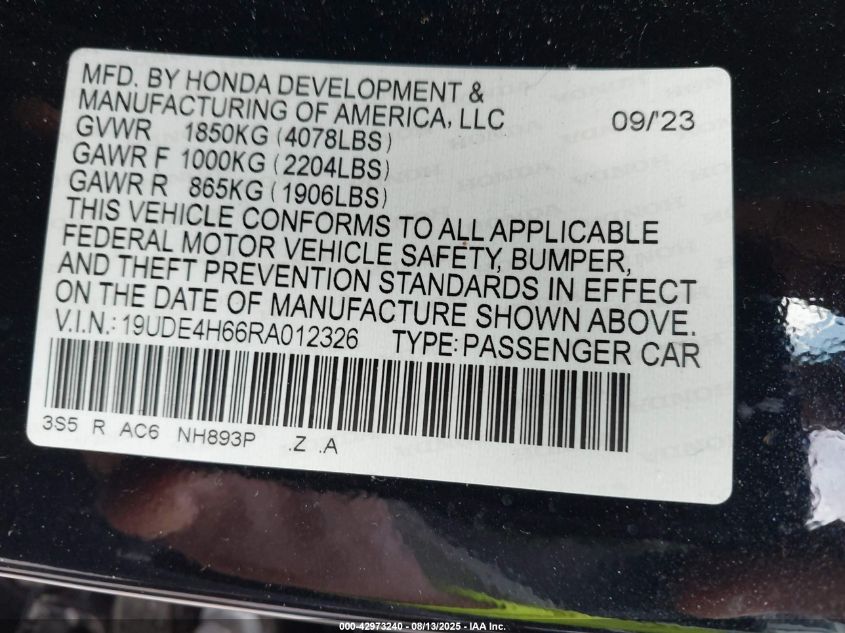 MFD. BY HONDA DEVELOPMENT &
MANUFACTURING OF AMERICA, LLC 09/'23
GVWR 1850KG (4078LBS)
GAWR F 1000KG (2204LBS)
GAWR R 865KG (1906LBS)
THIS VEHICLE CONFORMS TO ALL APPLICABLE
FEDERAL MOTOR VEHICLE SAFETY, BUMPER,
AND THEFT PREVENTION STANDARDS IN EFFECT
ON THE DATE OF MANUFACTURE SHOWN ABOVE.
V.I.N.: 19UDE4H66RA012326 TYPE: PASSENGER CAR
3S5 R AC6 NH893P .Z .A
000-42973240 - 08/13/2025 - IAA Inc.